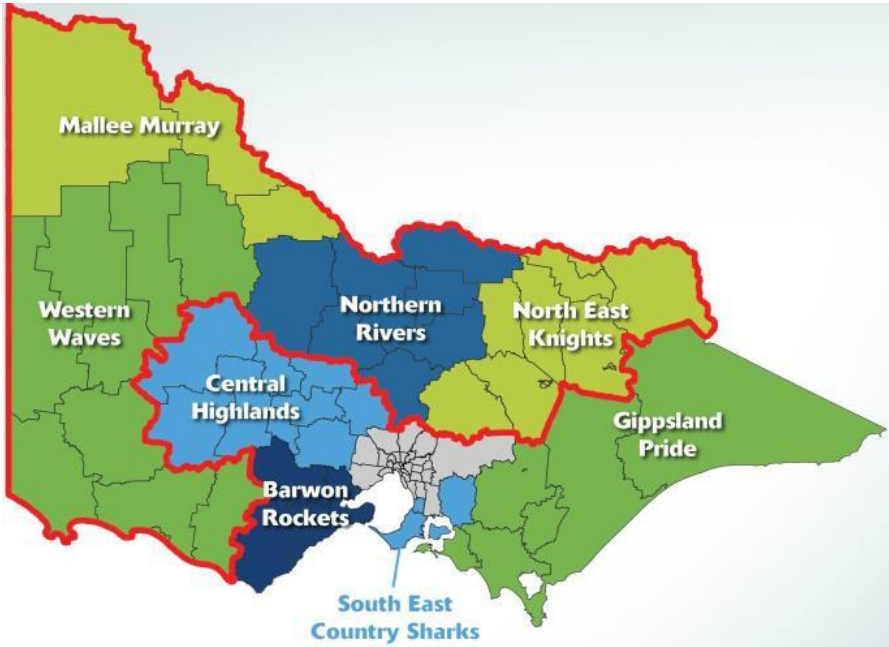 Mallee Murray
Western
Waves
Northern
Rivers
North East
Knights
Central
Highlands
Gippsland
Pride
Barwon
Rockets
South East
Country Sharks